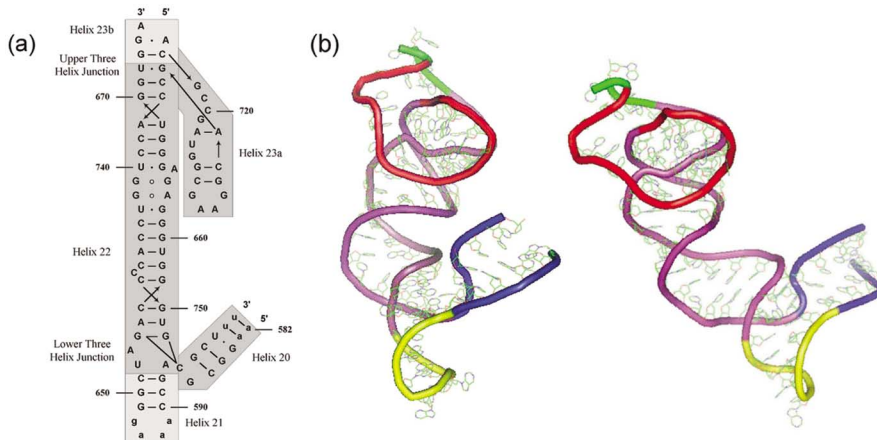 (a)
(b)
3' 5'
Helix 23b
A
G A
G · C
Upper Three
Helix Junction
U · G
G – C
670
G – C
A U
C – G
C – G
U – G
740
G G A
G A
U · G
G
C
C
G
A
U
G
G
C
G
A A
G
G
C
A
720
Helix 23a
660
Helix 22
C
750
Lower Three
Helix Junction
3'
5'
582
u a
u a
U G
C G
G C
C G
Helix 20
A
U A
C – G
650
G – C
G – C
590
Helix 21
g a
a a